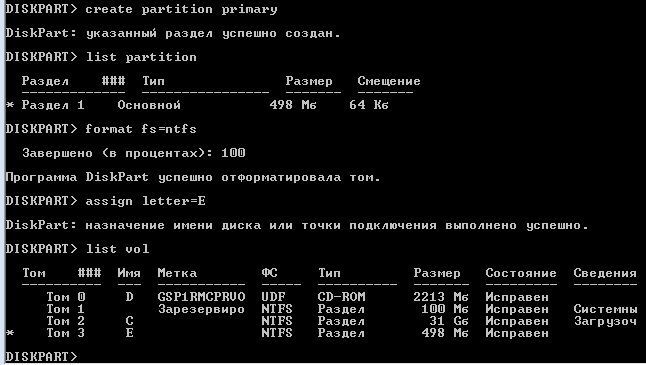 DISKPART> create partition primary
DiskPart: указанный раздел успешно создан.
DISKPART> list partition
Раздел ### Тип Размер Смещение
* Раздел 1 Основной 498 Мб 64 Кб
DISKPART> format fs=ntfs
Завершено (в процентах): 100
Программа DiskPart успешно отформатировала том.
DISKPART> assign letter=E
DiskPart: назначение имени диска или точки подключения выполнено успешно.
DISKPART> list vol
Том ### Имя Метка ФС Тип Размер Состояние Сведения
Том 0 D GSP1RMCPRVO UDF CD-ROM 2213 Мб Исправен
Том 1 Зарезервиро NTFS Раздел 100 Мб Исправен Системны
Том 2 C NTFS Раздел 31 Gб Исправен Загрузоч
* Том 3 E NTFS Раздел 498 Мб Исправен
DISKPART>